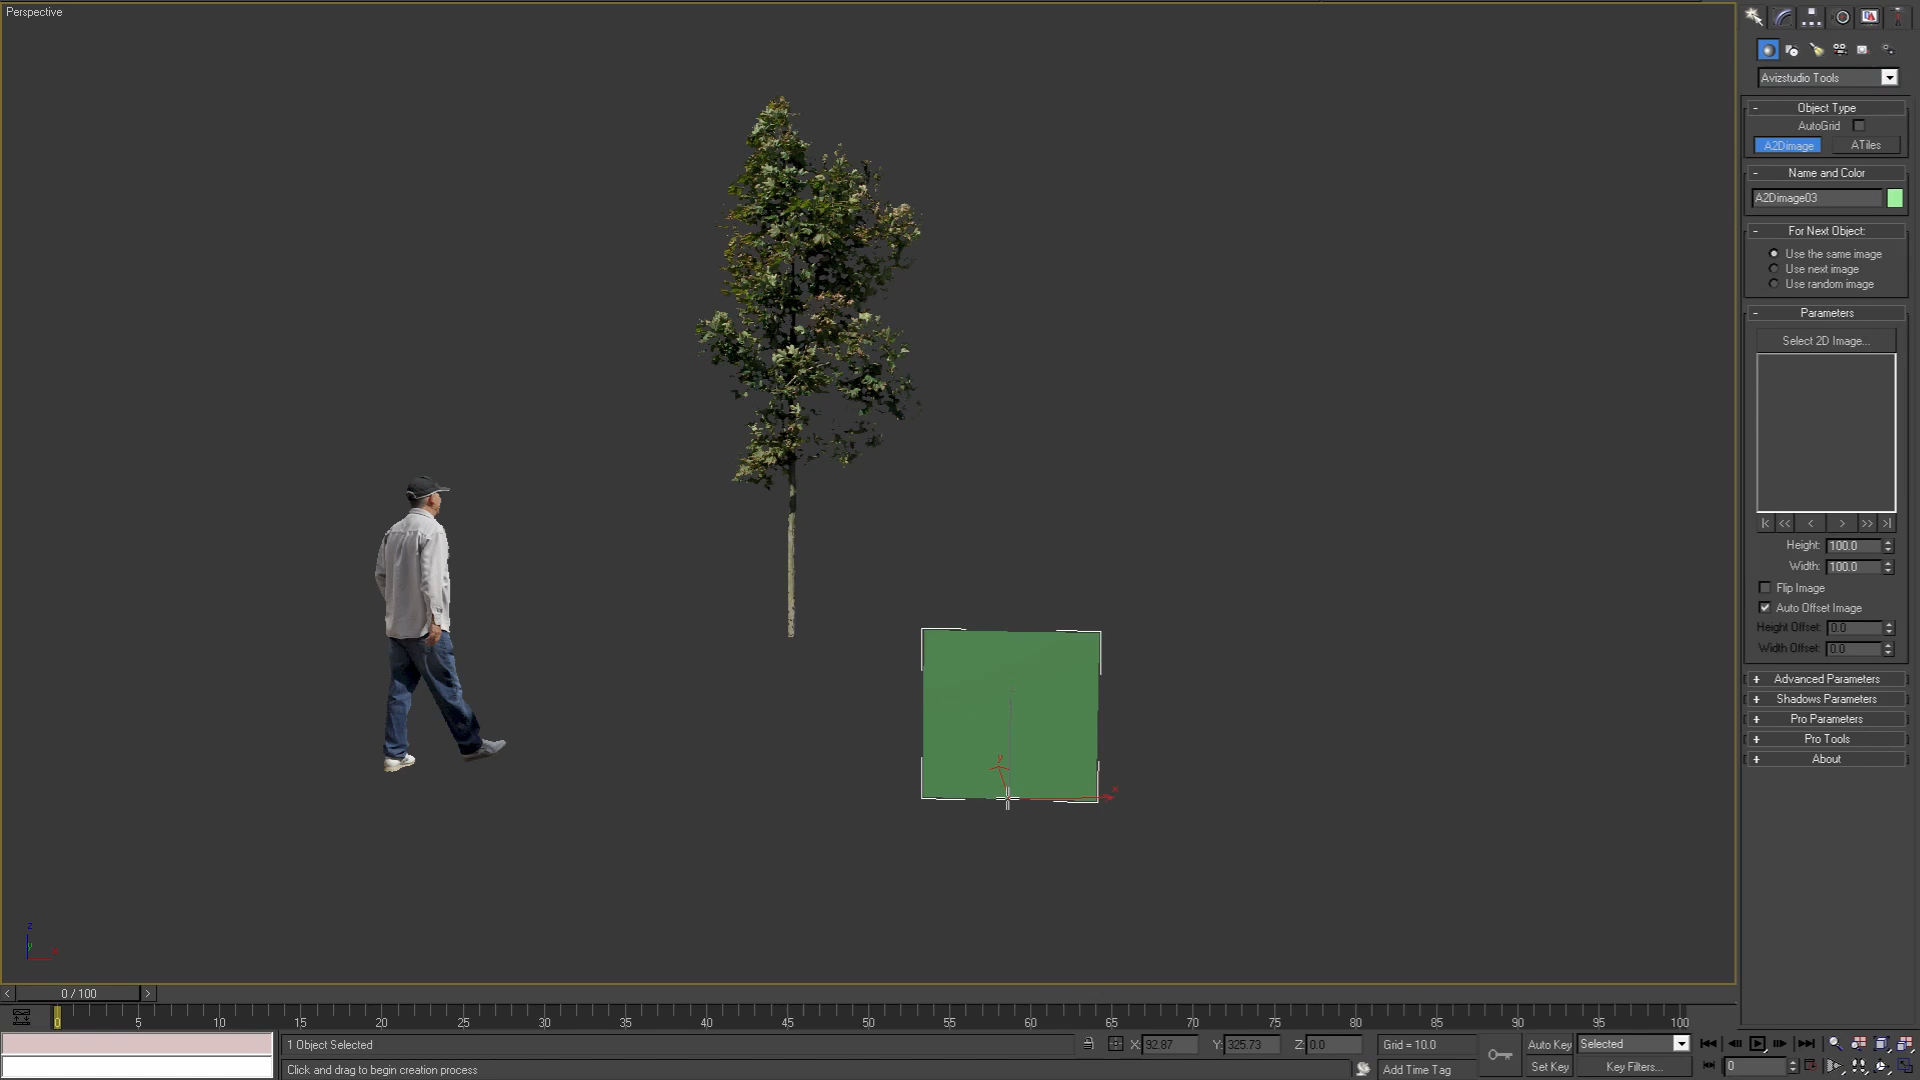 Perspective
Avizstudio Tools
- Object Type
AutoGrid
A2Dimage ATiles
- Name and Color
A2Dimage03
- For Next Object:
Use the same image
Use next image
Use random image
- Parameters
Select 2D Image...
|< << < > >> >|
Height: 100.0
Width: 100.0
Flip Image
Auto Offset Image
Height Offset: 0.0
Width Offset: 0.0
+ Advanced Parameters
+ Shadows Parameters
+ Pro Parameters
+ Pro Tools
+ About
y
x
z
y
< 0 / 100 >
0 5 10 15 20 25 30 35 40 45 50 55 60 65 70 75 80 85 90 95 100
1 Object Selected X: 92.87 Y: 325.73 Z: 0.0 Grid = 10.0 Auto Key Selected
Click and drag to begin creation process Add Time Tag Set Key Key Filters... 0